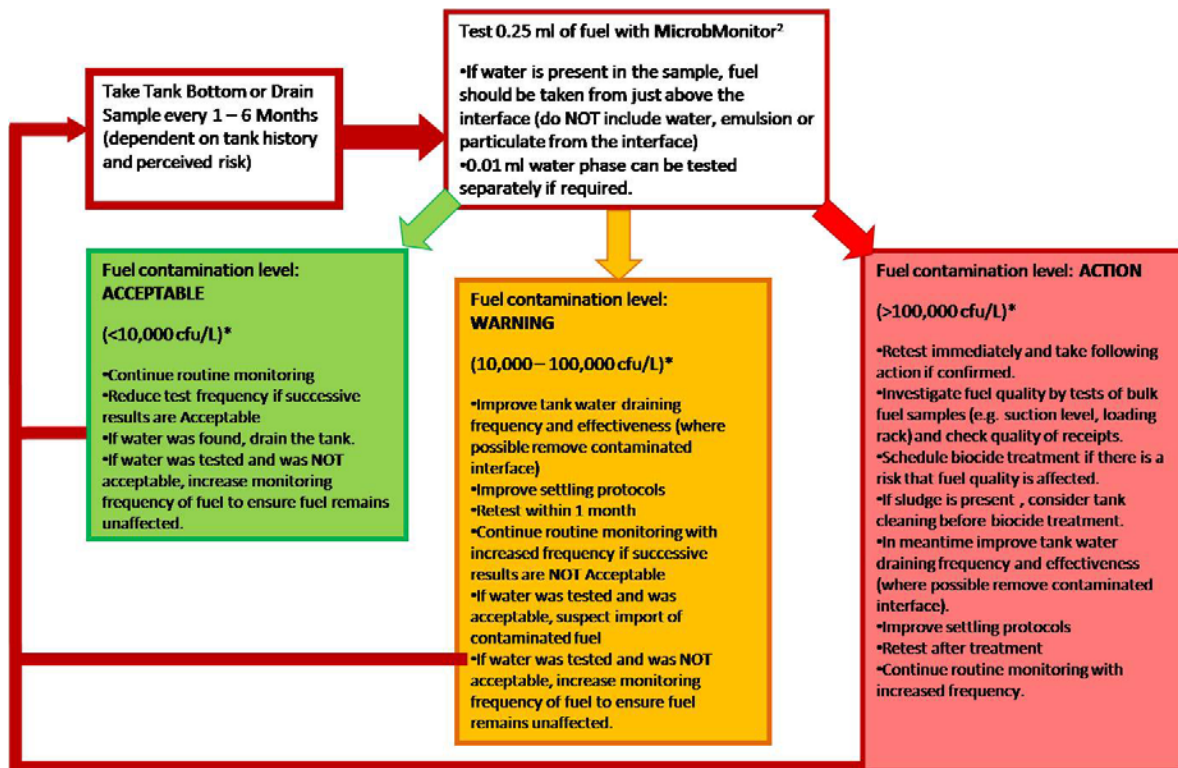 Take Tank Bottom or Drain
Sample every 1 – 6 Months
(dependent on tank history
and perceived risk)
Test 0.25 ml of fuel with MicrobMonitor²
•If water is present in the sample, fuel
should be taken from just above the
interface (do NOT include water, emulsion or
particulate from the interface)
•0.01 ml water phase can be tested
separately if required.
Fuel contamination level:
ACCEPTABLE
(<10,000 cfu/L)*
•Continue routine monitoring
•Reduce test frequency if successive
results are Acceptable
•If water was found, drain the tank.
•If water was tested and was NOT
acceptable, increase monitoring
frequency of fuel to ensure fuel remains
unaffected.
Fuel contamination level:
WARNING
(10,000 – 100,000 cfu/L)*
•Improve tank water draining
frequency and effectiveness (where
possible remove contaminated
interface)
•Improve settling protocols
•Retest within 1 month
•Continue routine monitoring with
increased frequency if successive
results are NOT Acceptable
•If water was tested and was
acceptable, suspect import of
contaminated fuel
•If water was tested and was NOT
acceptable, increase monitoring
frequency of fuel to ensure fuel
remains unaffected.
Fuel contamination level: ACTION
(>100,000 cfu/L)*
•Retest immediately and take following
action if confirmed.
•Investigate fuel quality by tests of bulk
fuel samples (e.g. suction level, loading
rack) and check quality of receipts.
•Schedule biocide treatment if there is a
risk that fuel quality is affected.
•If sludge is present , consider tank
cleaning before biocide treatment.
•In meantime improve tank water
draining frequency and effectiveness
(where possible remove contaminated
interface).
•Improve settling protocols
•Retest after treatment
•Continue routine monitoring with
increased frequency.